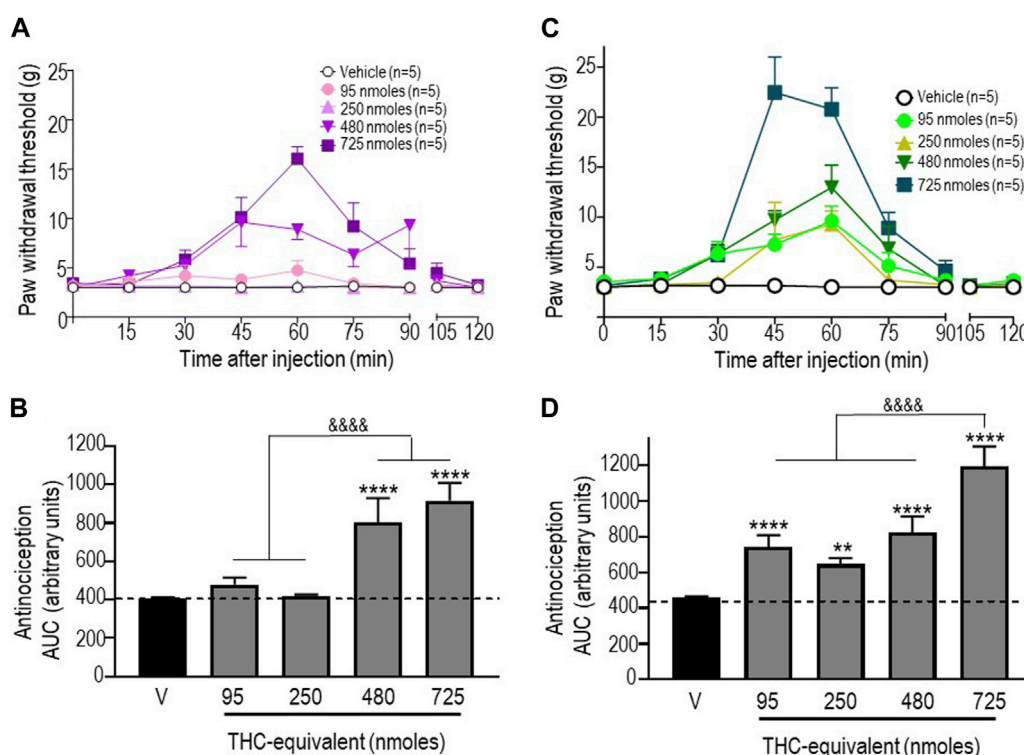 A
Paw withdrawal threshold (g)
25
20
15
10
5
0
Vehicle (n=5)
95 nmoles (n=5)
250 nmoles (n=5)
480 nmoles (n=5)
725 nmoles (n=5)
15 30 45 60 75 90 105 120
Time after injection (min)
C
Paw withdrawal threshold (g)
25
20
15
10
5
Vehicle (n=5)
95 nmoles (n=5)
250 nmoles (n=5)
480 nmoles (n=5)
725 nmoles (n=5)
0 15 30 45 60 75 90 105 120
Time after injection (min)
B
Antinociception
AUC (arbitrary units)
1200
1000
800
600
400
200
0
&&&&
**** ****
V 95 250 480 725
THC-equivalent (nmoles)
D
Antinociception
AUC (arbitrary units)
1200
1000
800
600
400
200
0
&&&&
**** ** **** ****
V 95 250 480 725
THC-equivalent (nmoles)